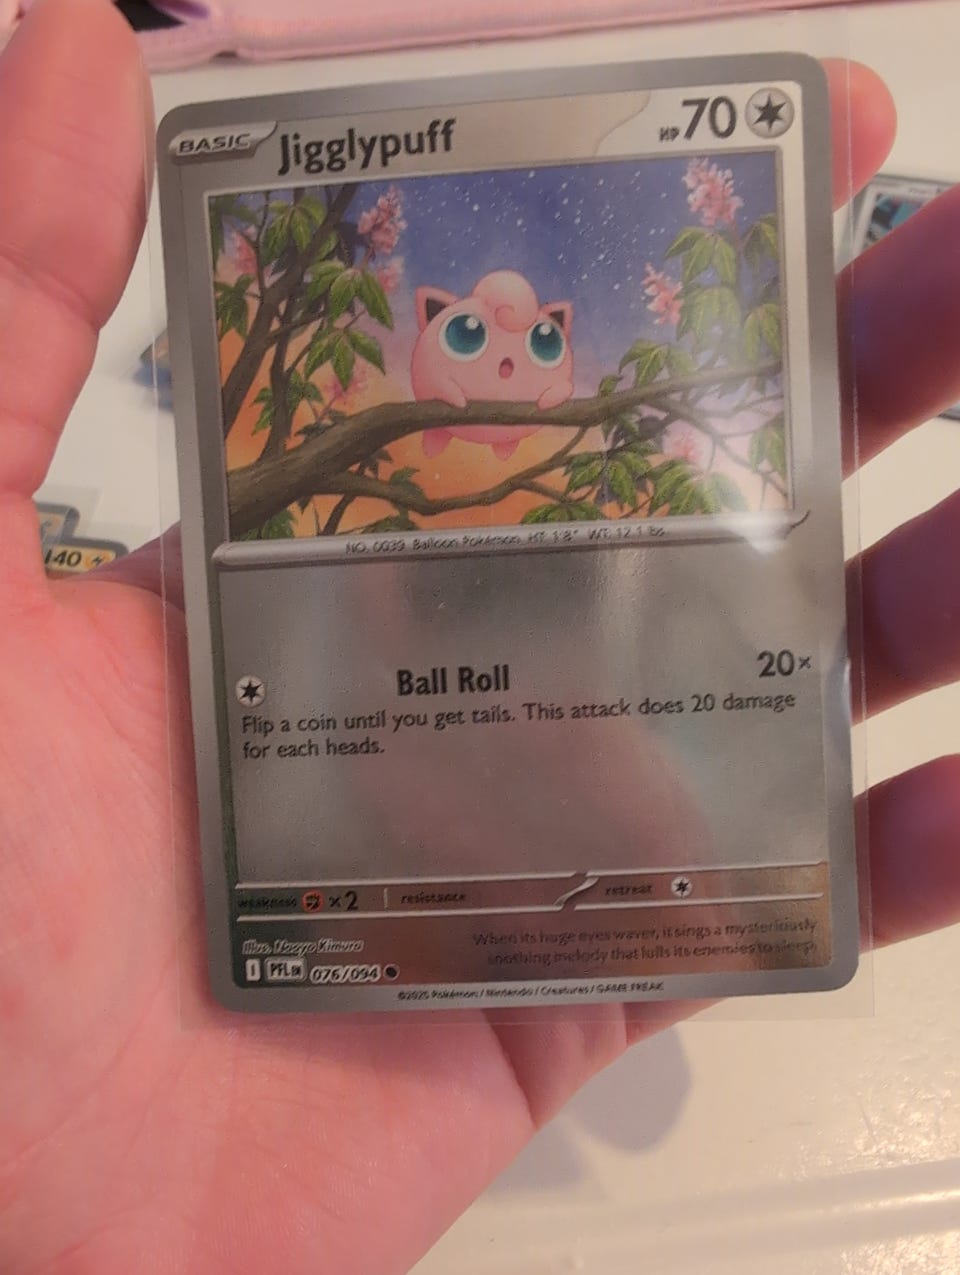 BASIC Jigglypuff HP 70
NO. 0039 Balloon Pokémon HT: 1'8" WT: 12.1 lbs
140
Ball Roll 20×
Flip a coin until you get tails. This attack does 20 damage
for each heads.
weakness ×2 resistance retreat
Illus. Naoyo Kimura
When its huge eyes waver, it sings a mysteriously
soothing melody that lulls its enemies to sleep.
I PFL EN 076/094
©2025 Pokémon / Nintendo / Creatures / GAME FREAK